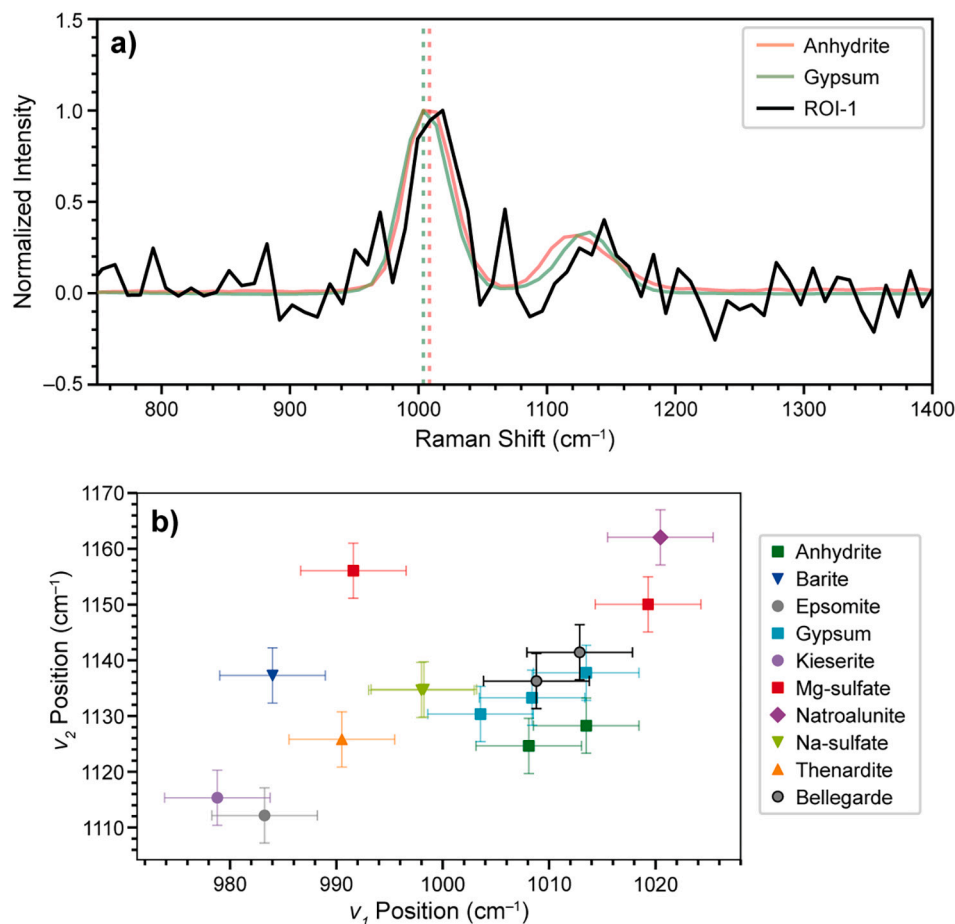 a)
Anhydrite
Gypsum
ROI-1
1.5
1.0
0.5
0.0
–0.5
Normalized Intensity
800 900 1000 1100 1200 1300 1400
Raman Shift (cm⁻¹)
b)
1170
1160
1150
1140
1130
1120
1110
v₂ Position (cm⁻¹)
980 990 1000 1010 1020
v₁ Position (cm⁻¹)
Anhydrite
Barite
Epsomite
Gypsum
Kieserite
Mg-sulfate
Natroalunite
Na-sulfate
Thenardite
Bellegarde